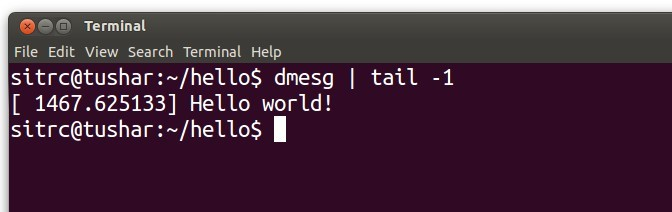 Terminal
File Edit View Search Terminal Help
sitrc@tushar:~/hello$ dmesg | tail -1
[ 1467.625133] Hello world!
sitrc@tushar:~/hello$